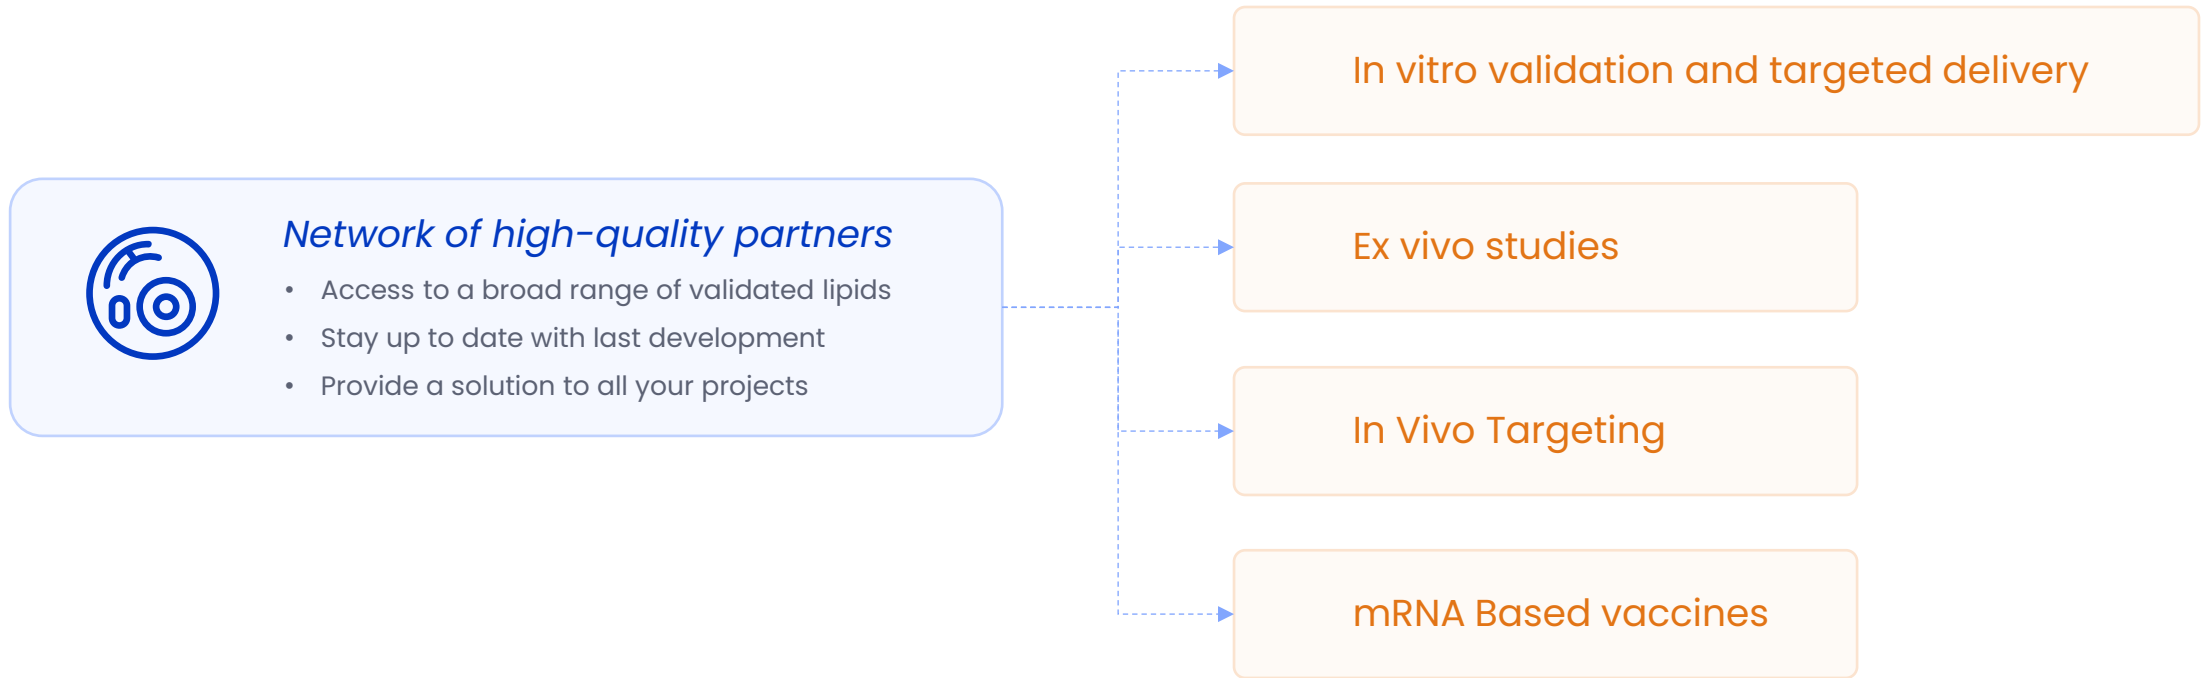 Network of high-quality partners
• Access to a broad range of validated lipids
• Stay up to date with last development
• Provide a solution to all your projects
In vitro validation and targeted delivery
Ex vivo studies
In Vivo Targeting
mRNA Based vaccines